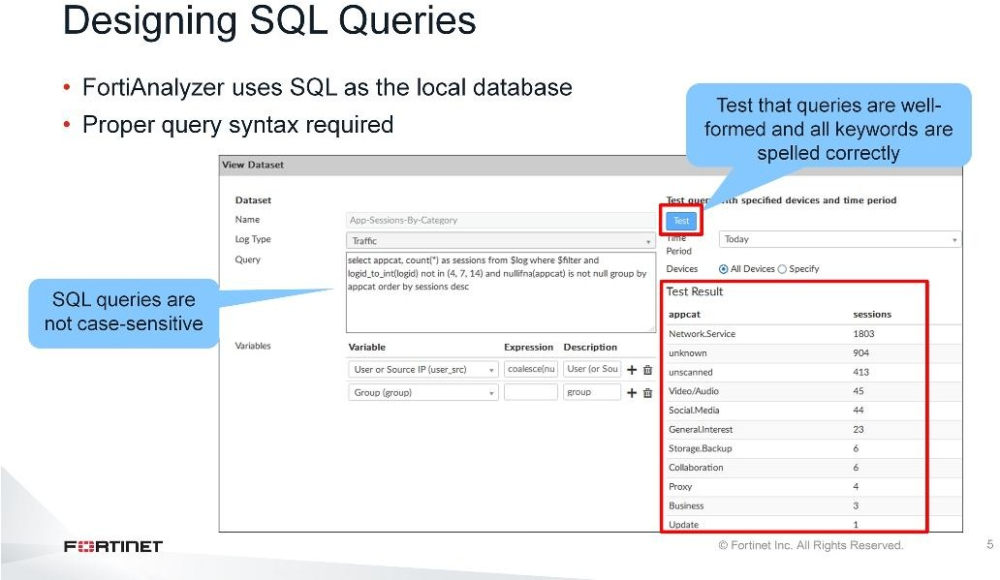 Designing SQL Queries
• FortiAnalyzer uses SQL as the local database
• Proper query syntax required
Test that queries are well-
formed and all keywords are
spelled correctly
View Dataset
Dataset
Name
App-Sessions-By-Category
Log Type
Traffic
Query
select appcat, count(*) as sessions from $log where $filter and
logid_to_int(logid) not in (4, 7, 14) and nullifna(appcat) is not null group by
appcat order by sessions desc
SQL queries are
not case-sensitive
Variables
Variable Expression Description
User or Source IP (user_src) coalesce(nu User (or Sou
Group (group) group
Test query with specified devices and time period
Test
Time
Period
Today
Devices All Devices Specify
Test Result
appcat sessions
Network.Service 1803
unknown 904
unscanned 413
Video/Audio 45
Social.Media 44
General.Interest 23
Storage.Backup 6
Collaboration 6
Proxy 4
Business 3
Update 1
FORTINET
© Fortinet Inc. All Rights Reserved.
5